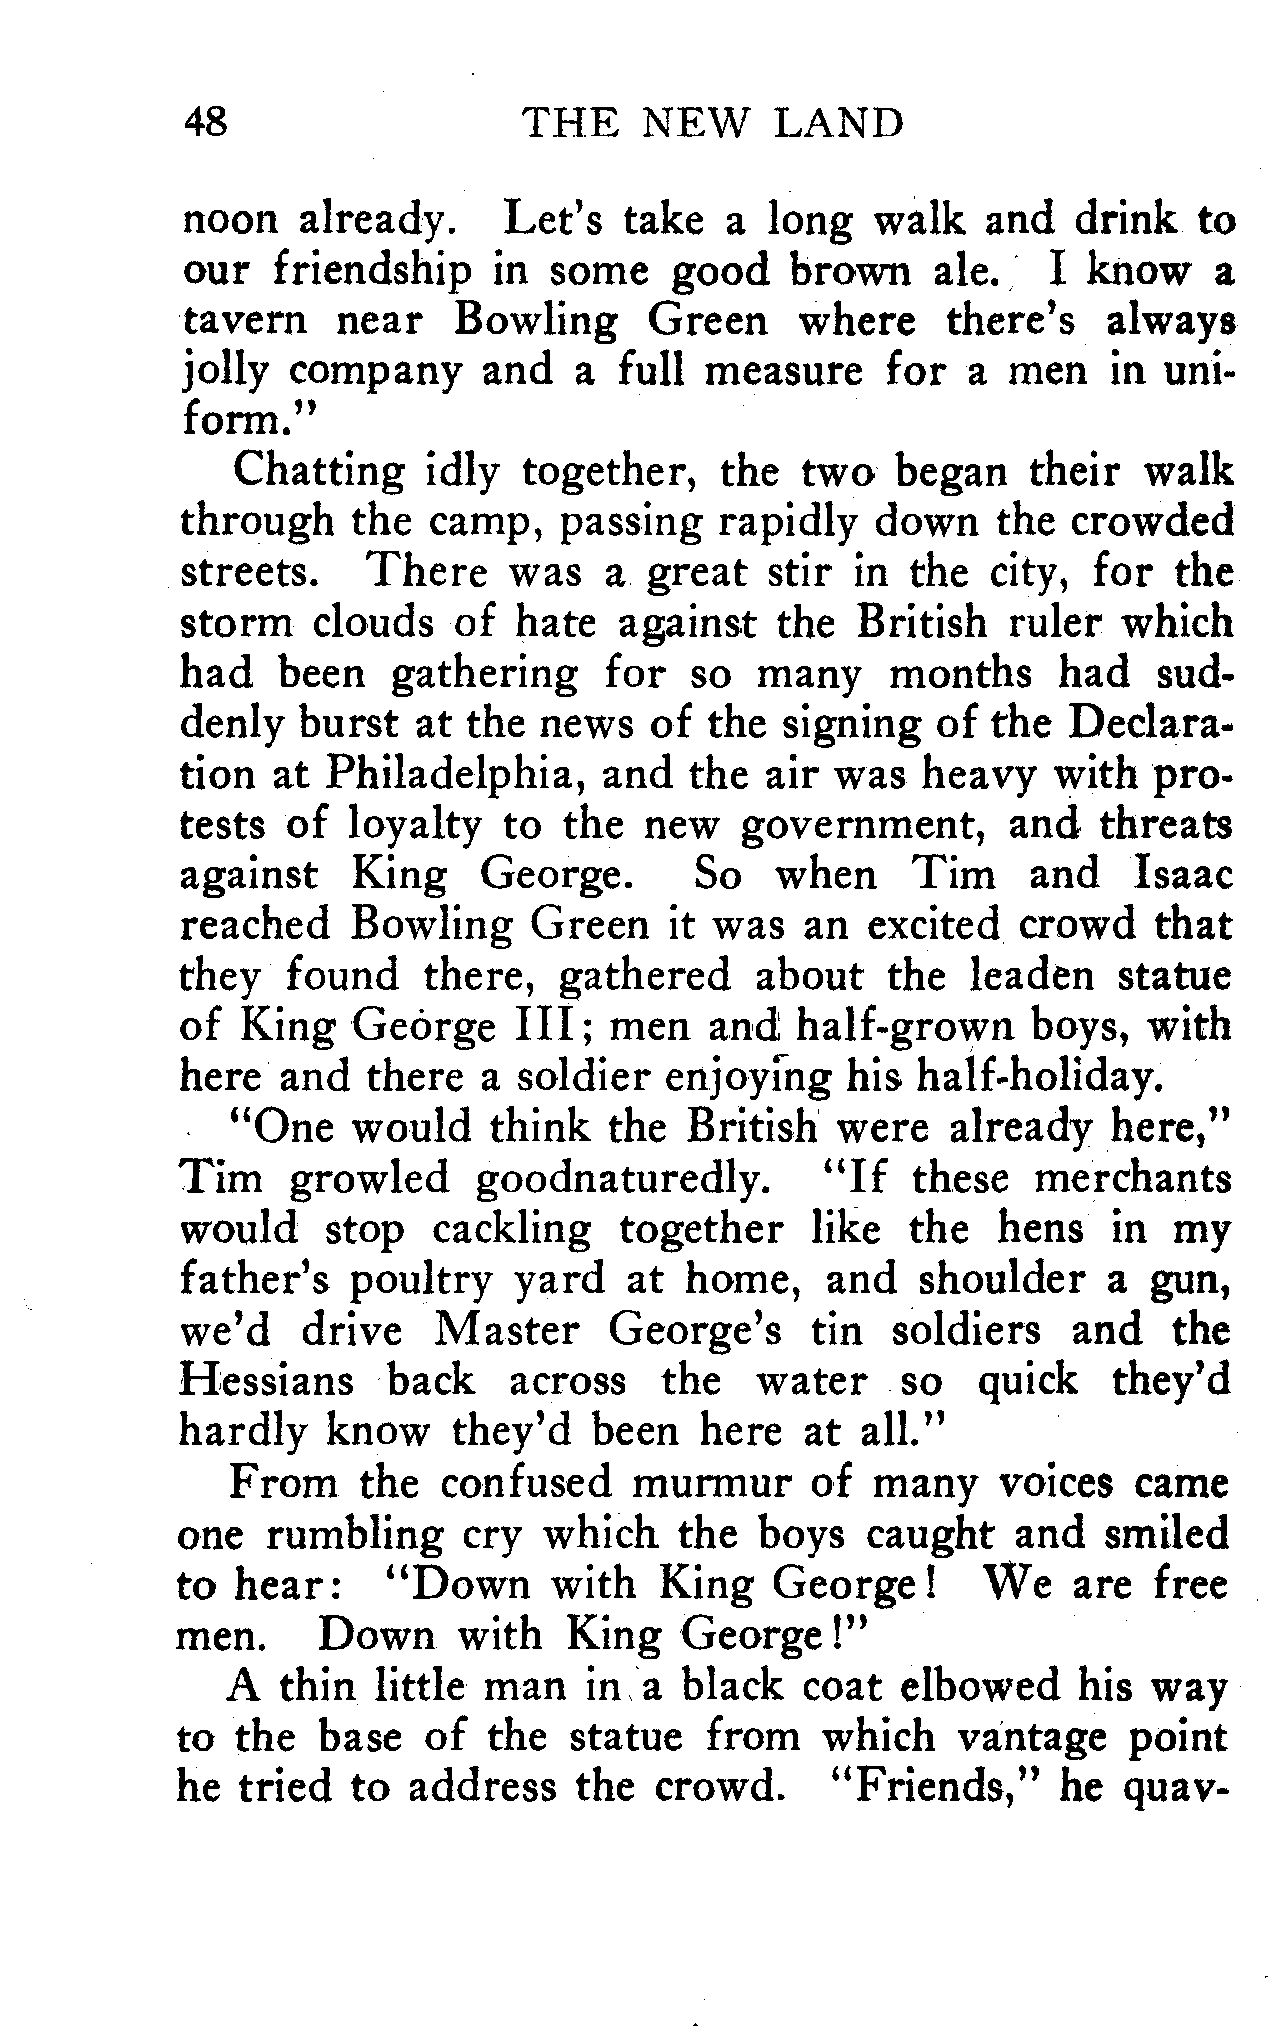 48 THE NEW LAND
noon already. Let's take a long walk and drink to
our friendship in some good brown ale. I know a
tavern near Bowling Green where there's always
jolly company and a full measure for a men in uni-
form."
Chatting idly together, the two began their walk
through the camp, passing rapidly down the crowded
streets. There was a great stir in the city, for the
storm clouds of hate against the British ruler which
had been gathering for so many months had sud-
denly burst at the news of the signing of the Declara-
tion at Philadelphia, and the air was heavy with pro-
tests of loyalty to the new government, and threats
against King George. So when Tim and Isaac
reached Bowling Green it was an excited crowd that
they found there, gathered about the leaden statue
of King George III; men and half-grown boys, with
here and there a soldier enjoying his half-holiday.
"One would think the British were already here,"
Tim growled goodnaturedly. "If these merchants
would stop cackling together like the hens in my
father's poultry yard at home, and shoulder a gun,
we'd drive Master George's tin soldiers and the
Hessians back across the water so quick they'd
hardly know they'd been here at all."
From the confused murmur of many voices came
one rumbling cry which the boys caught and smiled
to hear: "Down with King George! We are free
men. Down with King George!"
A thin little man in a black coat elbowed his way
to the base of the statue from which vantage point
he tried to address the crowd. "Friends," he quav-